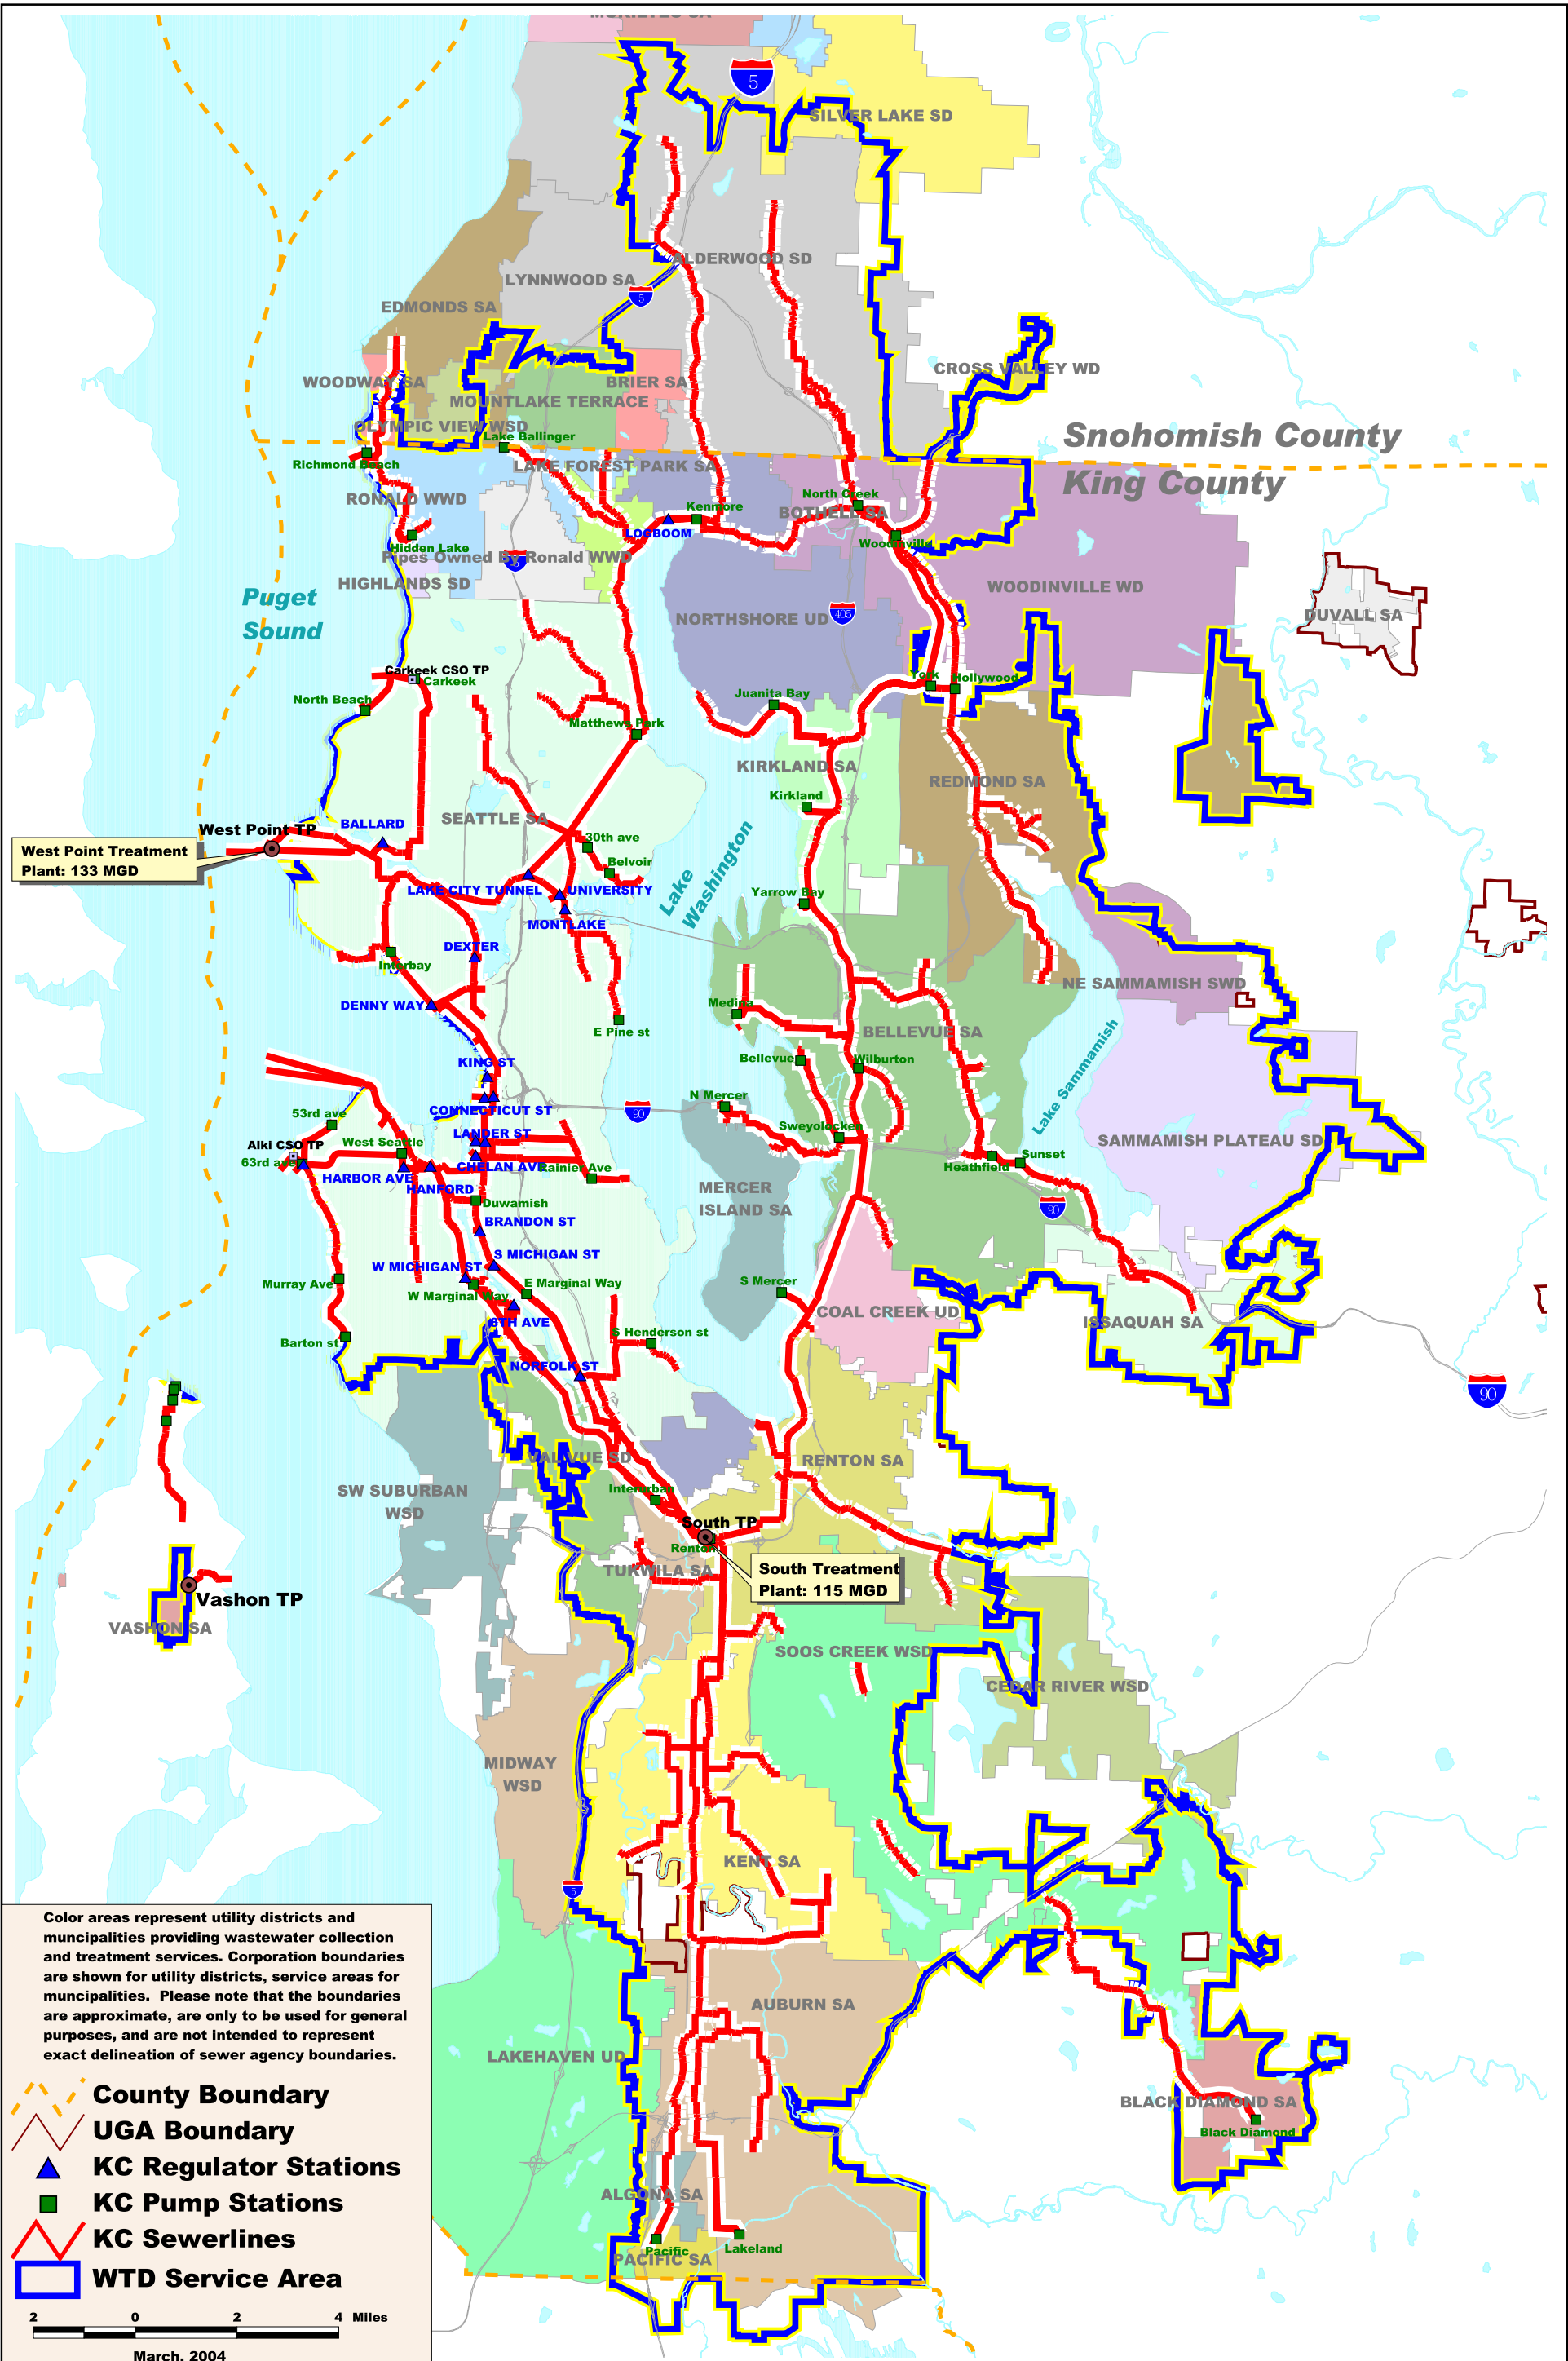 5
SILVER LAKE SD
ALDERWOOD SD
LYNNWOOD SA
5
EDMONDS SA
CROSS VALLEY WD
WOODWAY SA
BRIER SA
MOUNTLAKE TERRACE
OLYMPIC VIEW WSD
Lake Ballinger
Snohomish County
King County
Richmond Beach
LAKE FOREST PARK SA
RONALD WWD
North Creek
Kenmore
BOTHELL SA
LOGBOOM
Woodinville
Hidden Lake
Pipes Owned By Ronald WWD
HIGHLANDS SD
WOODINVILLE WD
Puget
Sound
NORTHSHORE UD
405
DUVALL SA
Carkeek CSO TP
Carkeek
York
Hollywood
North Beach
Juanita Bay
Matthews Park
KIRKLAND SA
REDMOND SA
Kirkland
SEATTLE SA
BALLARD
West Point TP
West Point Treatment
Plant: 133 MGD
30th ave
Belvoir
LAKE CITY TUNNEL
UNIVERSITY
Lake
Washington
Yarrow Bay
MONTLAKE
DEXTER
Interbay
NE SAMMAMISH SWD
DENNY WAY
Medina
E Pine st
BELLEVUE SA
KING ST
Bellevue
Wilburton
Lake Sammamish
CONNECTICUT ST
90
N Mercer
53rd ave
LANDER ST
Sweyolocken
Alki CSO TP
West Seattle
63rd ave
SAMMAMISH PLATEAU SD
HARBOR AVE
CHELAN AVE
Rainier Ave
Heathfield
Sunset
HANFORD
Duwamish
MERCER
ISLAND SA
90
BRANDON ST
S MICHIGAN ST
W MICHIGAN ST
Murray Ave
W Marginal Way
E Marginal Way
S Mercer
8TH AVE
COAL CREEK UD
ISSAQUAH SA
Barton st
S Henderson st
NORFOLK ST
90
VAL VUE SD
RENTON SA
SW SUBURBAN
WSD
Interurban
South TP
Renton
South Treatment
Plant: 115 MGD
TUKWILA SA
Vashon TP
VASHON SA
SOOS CREEK WSD
CEDAR RIVER WSD
MIDWAY
WSD
KENT SA
5
AUBURN SA
LAKEHAVEN UD
BLACK DIAMOND SA
Black Diamond
ALGONA SA
Pacific
Lakeland
PACIFIC SA
Color areas represent utility districts and
muncipalities providing wastewater collection
and treatment services. Corporation boundaries
are shown for utility districts, service areas for
muncipalities. Please note that the boundaries
are approximate, are only to be used for general
purposes, and are not intended to represent
exact delineation of sewer agency boundaries.
County Boundary
UGA Boundary
KC Regulator Stations
KC Pump Stations
KC Sewerlines
WTD Service Area
2 0 2 4 Miles
March, 2004